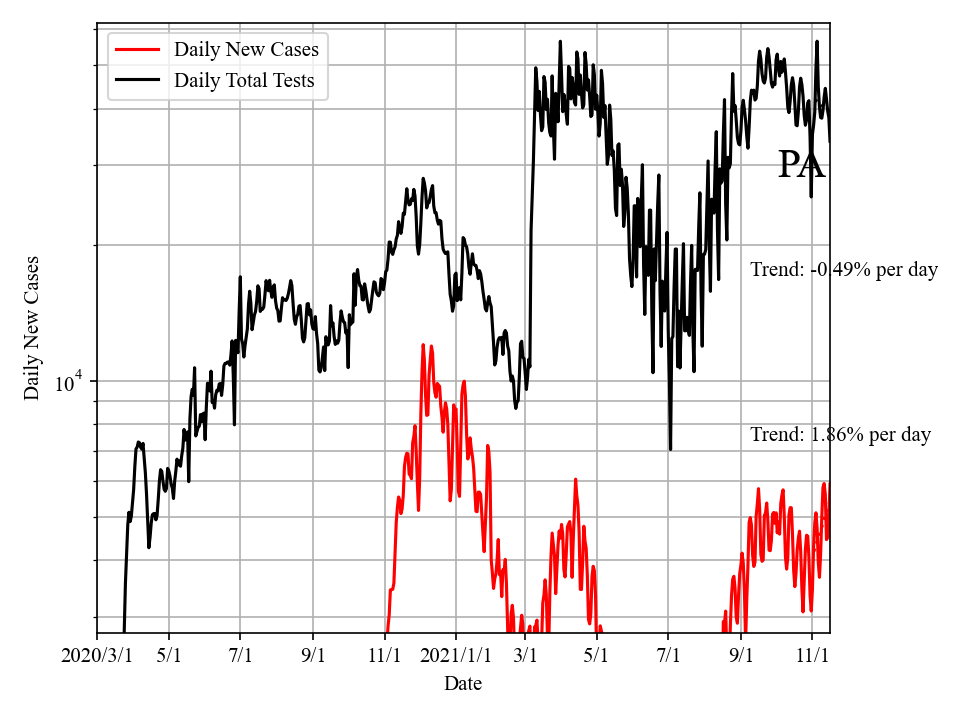 Daily New Cases
Daily Total Tests
PA
Trend: -0.49% per day
Daily New Cases
10^4
Trend: 1.86% per day
2020/3/1 5/1 7/1 9/1 11/1 2021/1/1 3/1 5/1 7/1 9/1 11/1
Date